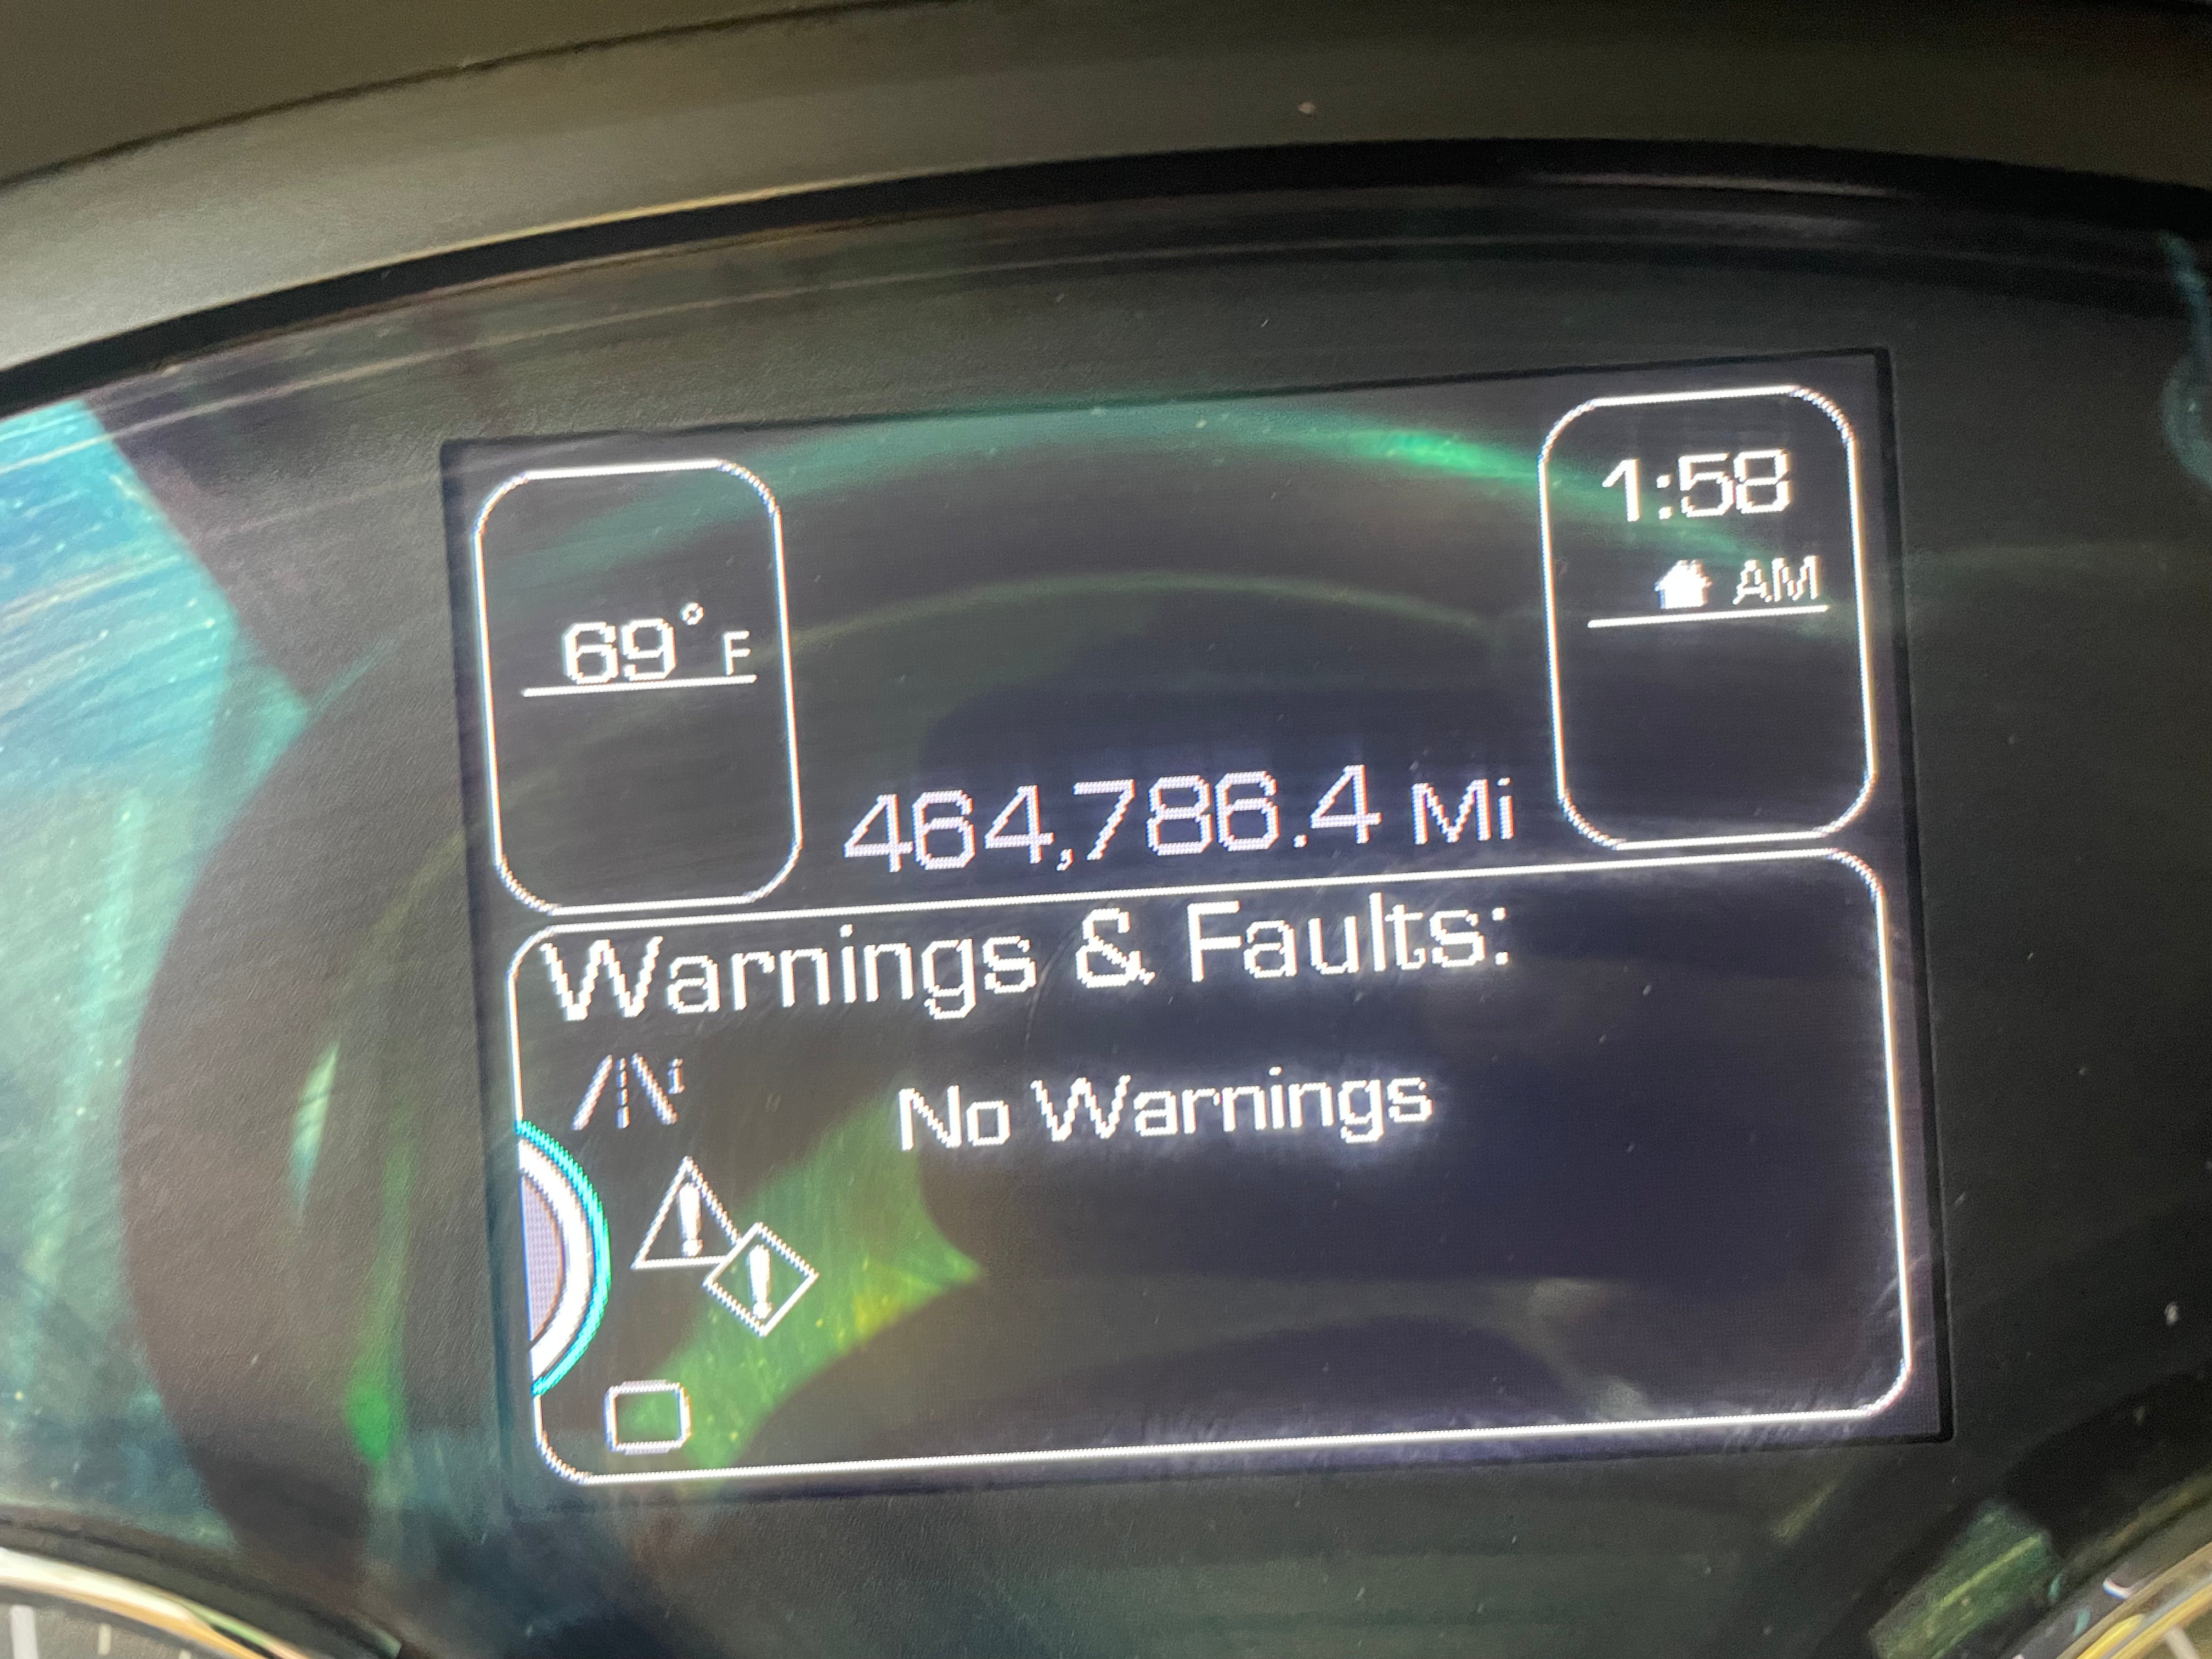 69° F
1:58
AM
464,786.4 Mi
Warnings & Faults:
No Warnings